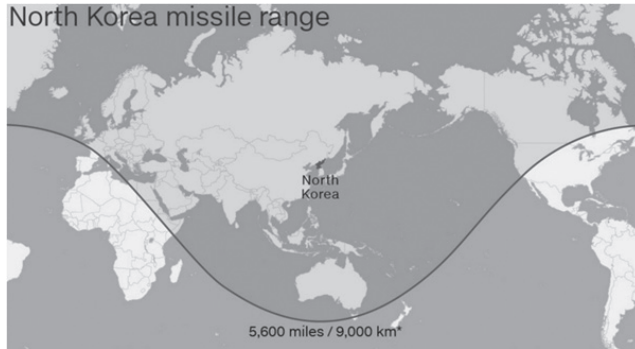 North Korea missile range
North
Korea
5,600 miles / 9,000 km*